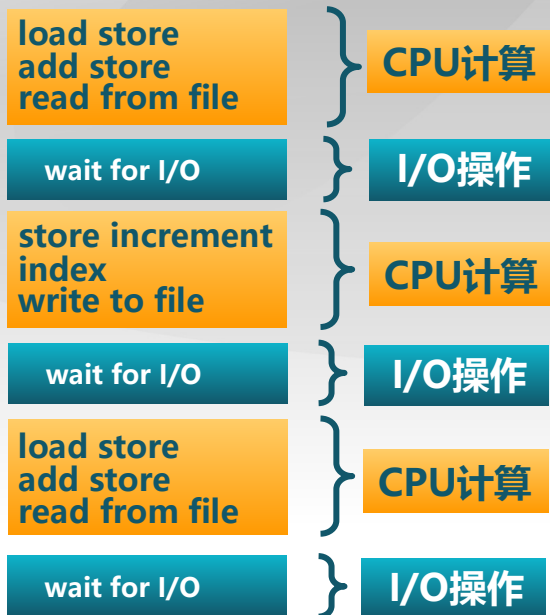 load store
add store
read from file
CPU计算
wait for I/O
I/O操作
store increment
index
write to file
CPU计算
wait for I/O
I/O操作
load store
add store
read from file
CPU计算
wait for I/O
I/O操作